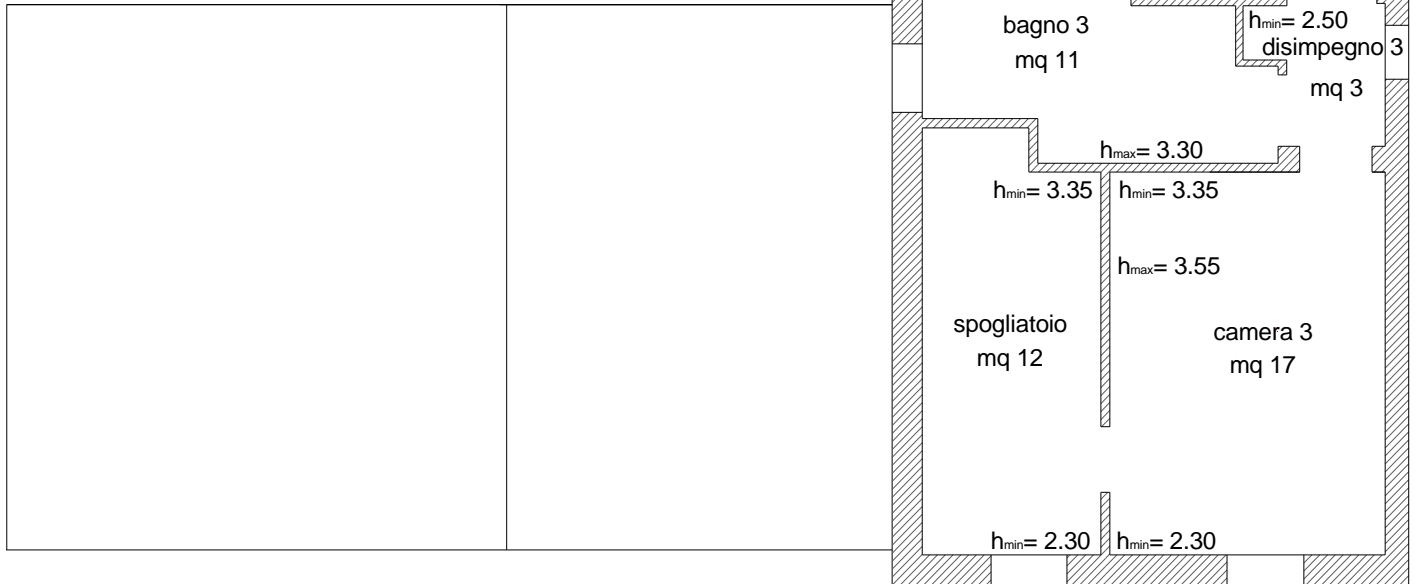 bagno 3
mq 11
hmin= 2.50
disimpegno 3
mq 3
hmax= 3.30
hmin= 3.35
hmin= 3.35
hmax= 3.55
spogliatoio
mq 12
camera 3
mq 17
hmin= 2.30
hmin= 2.30